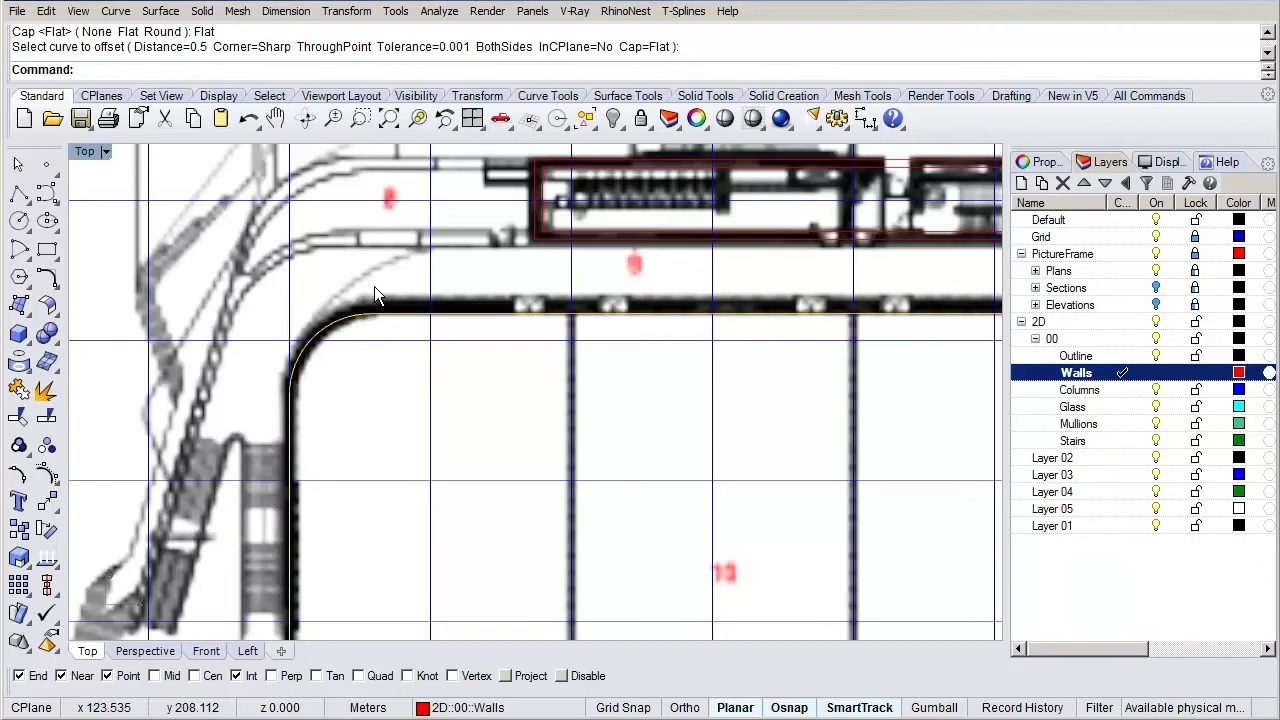 File Edit View Curve Surface Solid Mesh Dimension Transform Tools Analyze Render Panels V-Ray RhinoNest T-Splines Help
Cap <Flat> ( None Flat Round ): Flat
Select curve to offset ( Distance=0.5 Corner=Sharp ThroughPoint Tolerance=0.001 BothSides InCPlane=No Cap=Flat ):
Command:
Standard CPlanes Set View Display Select Viewport Layout Visibility Transform Curve Tools Surface Tools Solid Tools Solid Creation Mesh Tools Render Tools Drafting New in V5 All Commands
Top
Prop... Layers Displ... Help
Name C... On Lock Color M
Default
Grid
PictureFrame
Plans
Sections
Elevations
2D
00
Outline
Walls
Columns
Glass
Mullions
Stairs
Layer 02
Layer 03
Layer 04
Layer 05
Layer 01
10
Top Perspective Front Left
End Near Point Mid Cen Int Perp Tan Quad Knot Vertex Project Disable
CPlane x 123.535 y 208.112 z 0.000 Meters 2D::00::Walls Grid Snap Ortho Planar Osnap SmartTrack Gumball Record History Filter Available physical m...